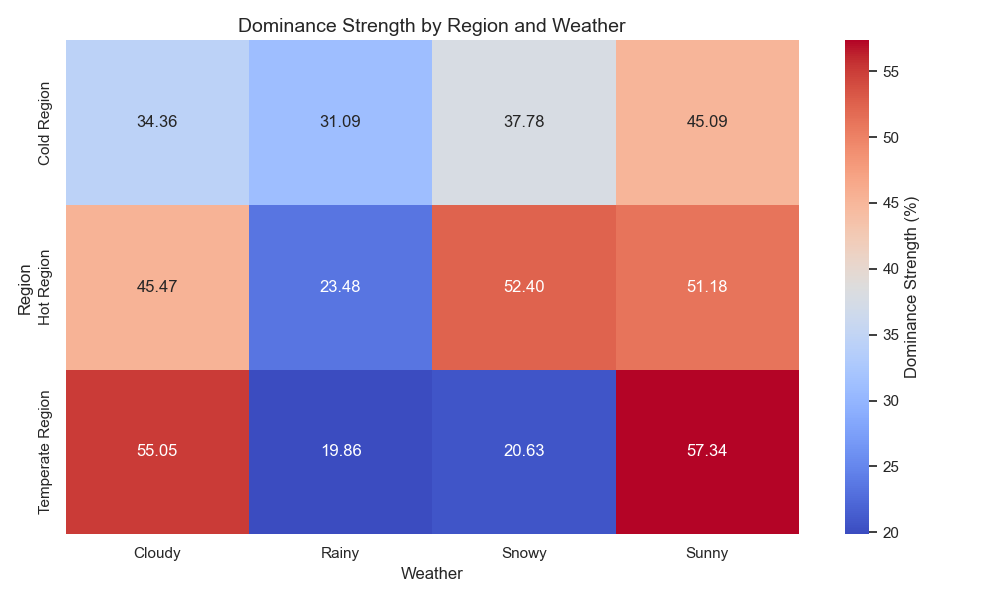 Dominance Strength by Region and Weather
Region
Cold Region
34.36 31.09 37.78 45.09
Hot Region
45.47 23.48 52.40 51.18
Temperate Region
55.05 19.86 20.63 57.34
Cloudy Rainy Snowy Sunny
Weather
55
50
45
40
35
30
25
20
Dominance Strength (%)